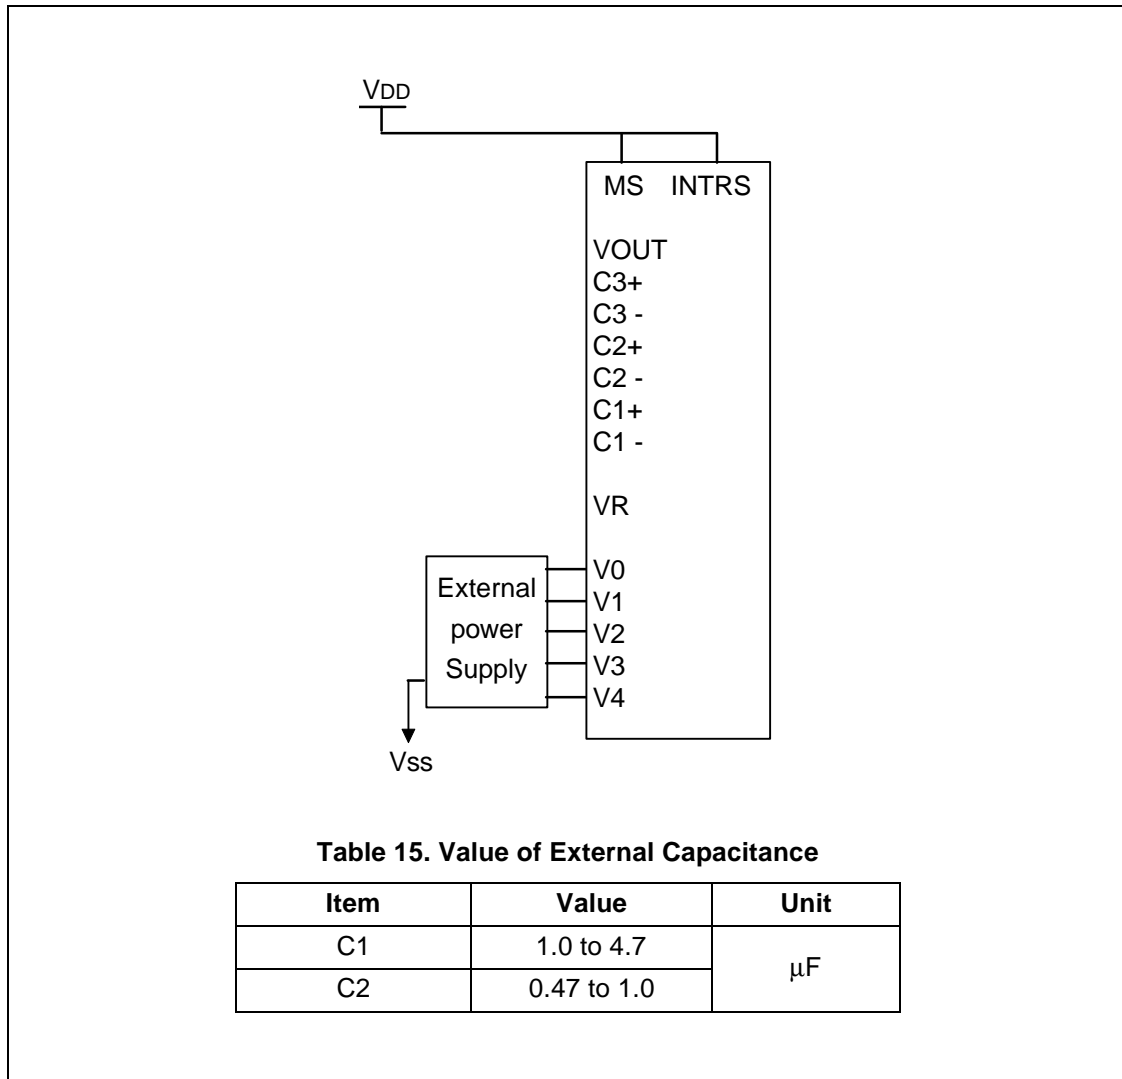 VDD
MS INTRS
VOUT
C3+
C3 -
C2+
C2 -
C1+
C1 -
VR
External
power
Supply
V0
V1
V2
V3
V4
Vss
Table 15. Value of External Capacitance
Item Value Unit
C1 1.0 to 4.7 μF
C2 0.47 to 1.0